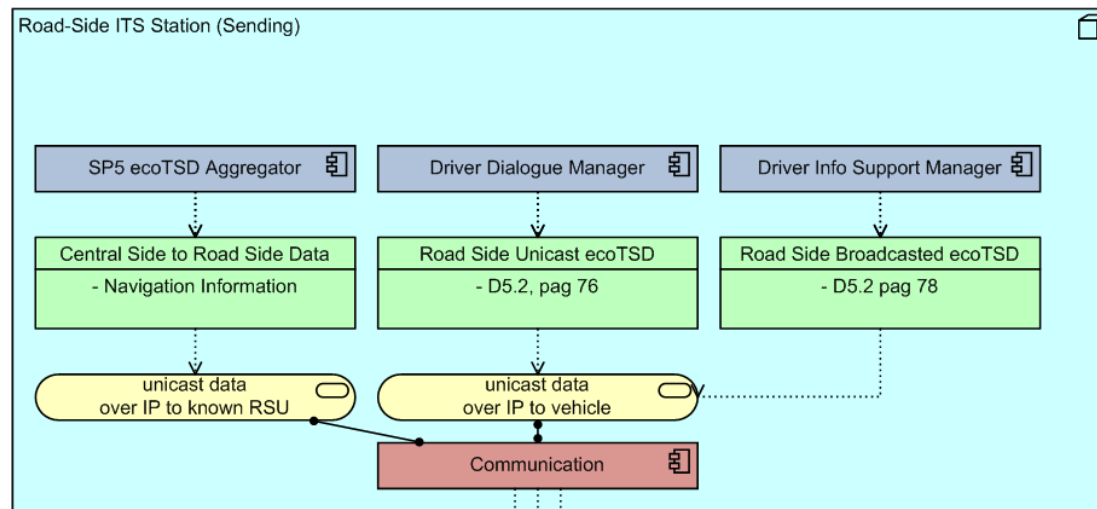 Road-Side ITS Station (Sending)
SP5 ecoTSD Aggregator
Driver Dialogue Manager
Driver Info Support Manager
Central Side to Road Side Data
- Navigation Information
Road Side Unicast ecoTSD
- D5.2, pag 76
Road Side Broadcasted ecoTSD
- D5.2 pag 78
unicast data
over IP to known RSU
unicast data
over IP to vehicle
Communication